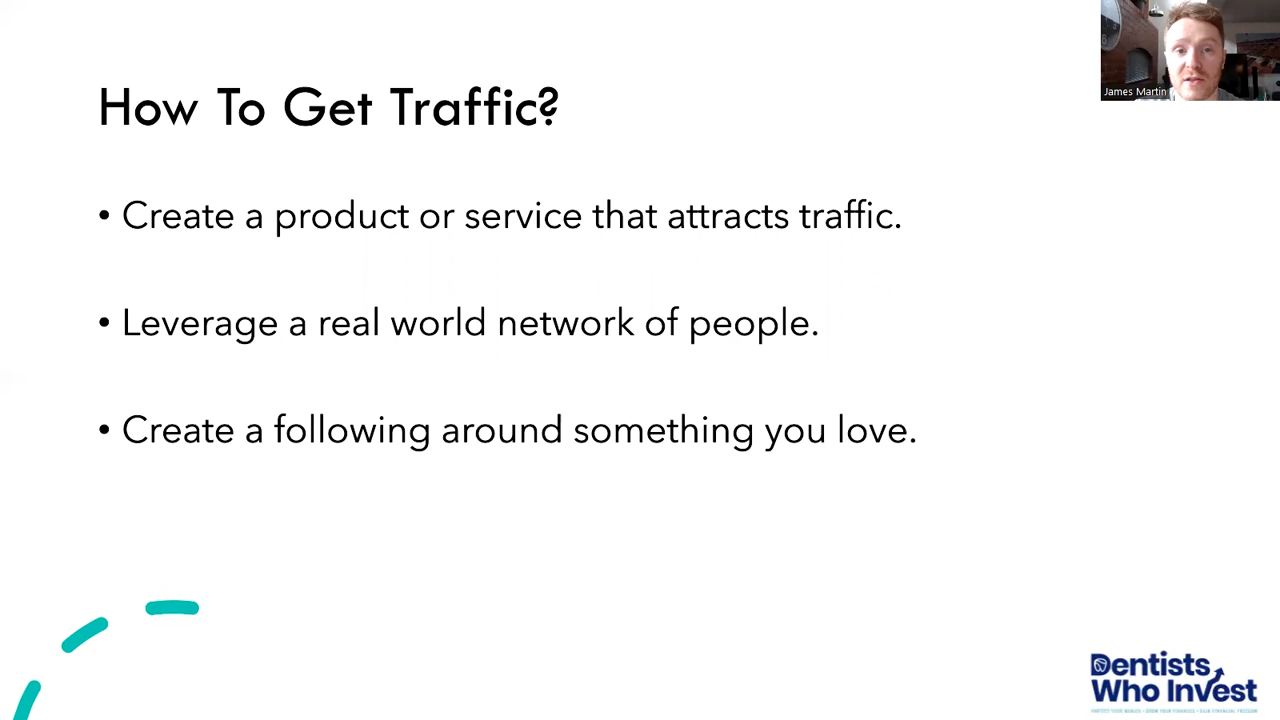 James Martin
How To Get Traffic?
• Create a product or service that attracts traffic.
• Leverage a real world network of people.
• Create a following around something you love.
Dentists
Who Invest